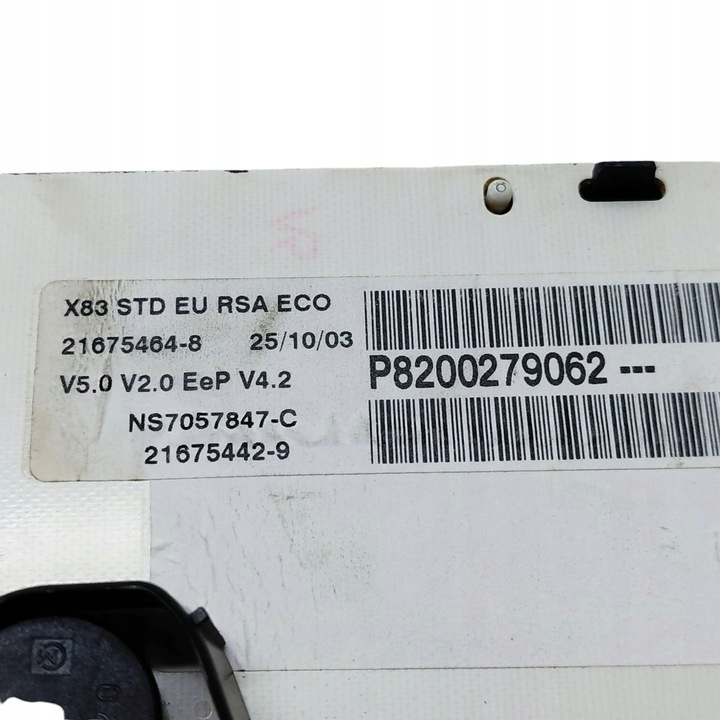 VR
X83 STD EU RSA ECO
21675464-8 25/10/03
V5.0 V2.0 EeP V4.2
NS7057847-C
21675442-9
P8200279062 ---